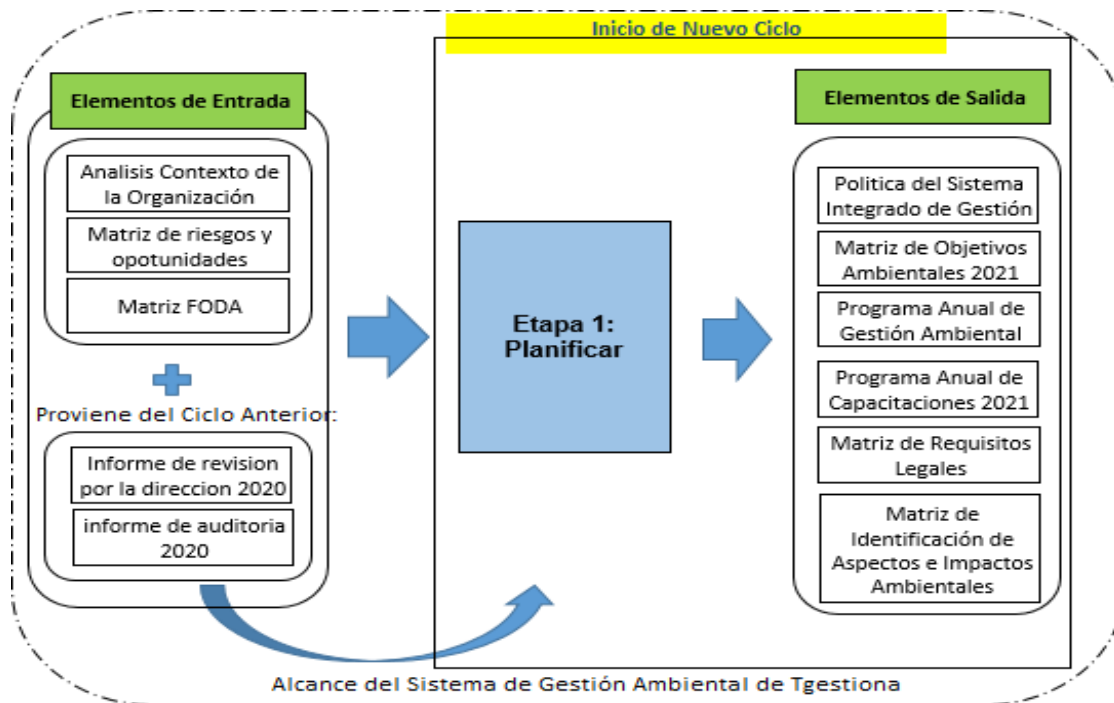 Inicio de Nuevo Ciclo
Elementos de Entrada
Analisis Contexto de
la Organización
Matriz de riesgos y
opotunidades
Matriz FODA
Proviene del Ciclo Anterior:
Informe de revision
por la direccion 2020
informe de auditoria
2020
Etapa 1:
Planificar
Elementos de Salida
Politica del Sistema
Integrado de Gestión
Matriz de Objetivos
Ambientales 2021
Programa Anual de
Gestión Ambiental
Programa Anual de
Capacitaciones 2021
Matriz de Requisitos
Legales
Matriz de
Identificación de
Aspectos e Impactos
Ambientales
Alcance del Sistema de Gestión Ambiental de Tgestiona